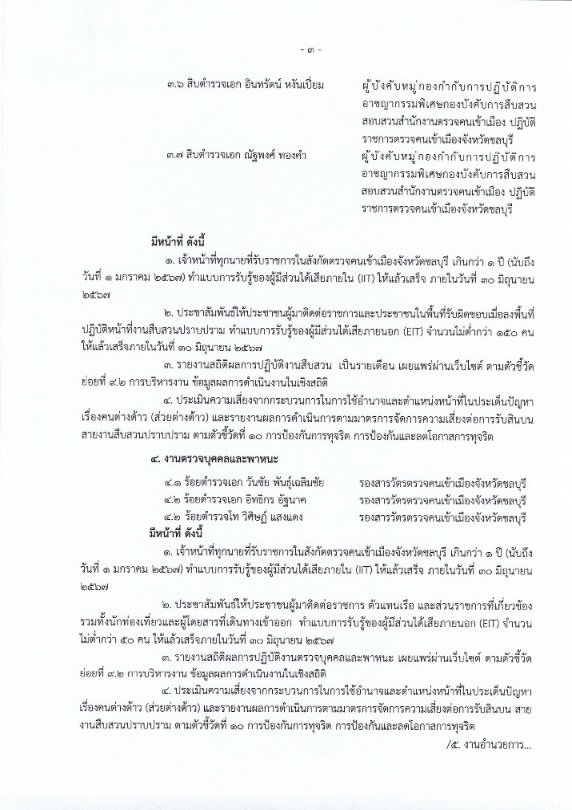 - ๓ -
๓.๖ สิบตำรวจเอก อินทรัตน์ หงันเปี่ยม ผู้บังคับหมู่กองกำกับการปฏิบัติการ
อาชญากรรมพิเศษกองบังคับการสืบสวน
สอบสวนสำนักงานตรวจคนเข้าเมือง ปฏิบัติ
ราชการตรวจคนเข้าเมืองจังหวัดชลบุรี
๓.๗ สิบตำรวจเอก ณัฐพงศ์ ทองคำ ผู้บังคับหมู่กองกำกับการปฏิบัติการ
อาชญากรรมพิเศษกองบังคับการสืบสวน
สอบสวนสำนักงานตรวจคนเข้าเมือง ปฏิบัติ
ราชการตรวจคนเข้าเมืองจังหวัดชลบุรี
มีหน้าที่ ดังนี้
๑. เจ้าหน้าที่ทุกนายที่รับราชการในสังกัดตรวจคนเข้าเมืองจังหวัดชลบุรี เกินกว่า ๑ ปี (นับถึง
วันที่ ๑ มกราคม ๒๕๖๗) ทำแบบการรับรู้ของผู้มีส่วนได้เสียภายใน (IIT) ให้แล้วเสร็จ ภายในวันที่ ๓๐ มิถุนายน
๒๕๖๗
๒. ประชาสัมพันธ์ให้ประชาชนผู้มาติดต่อราชการและประชาชนในพื้นที่รับผิดชอบเมื่อลงพื้นที่
ปฏิบัติหน้าที่งานสืบสวนปราบปราม ทำแบบการรับรู้ของผู้มีส่วนได้เสียภายนอก (EIT) จำนวนไม่ต่ำกว่า ๑๕๐ คน
ให้แล้วเสร็จภายในวันที่ ๓๐ มิถุนายน ๒๕๖๗
๓. รายงานสถิติผลการปฏิบัติงานสืบสวน เป็นรายเดือน เผยแพร่ผ่านเว็บไซต์ ตามตัวชี้วัด
ย่อยที่ ๙.๒ การบริหารงาน ข้อมูลผลการดำเนินงานในเชิงสถิติ
๔. ประเมินความเสี่ยงจากกระบวนการในการใช้อำนาจและตำแหน่งหน้าที่ในประเด็นปัญหา
เรื่องคนต่างด้าว (ส่วยต่างด้าว) และรายงานผลการดำเนินการตามมาตรการจัดการความเสี่ยงต่อการรับสินบน
สายงานสืบสวนปราบปราม ตามตัวชี้วัดที่ ๑๐ การป้องกันการทุจริต การป้องกันและลดโอกาสการทุจริต
๔. งานตรวจบุคคลและพาหนะ
๔.๑ ร้อยตำรวจเอก วันชัย พันธุ์เฉลิมชัย รองสารวัตรตรวจคนเข้าเมืองจังหวัดชลบุรี
๔.๒ ร้อยตำรวจเอก อิทธิกร อัฐนาค รองสารวัตรตรวจคนเข้าเมืองจังหวัดชลบุรี
๔.๒ ร้อยตำรวจโท วิศิษฏ์ แสงแดง รองสารวัตรตรวจคนเข้าเมืองจังหวัดชลบุรี
มีหน้าที่ ดังนี้
๑. เจ้าหน้าที่ทุกนายที่รับราชการในสังกัดตรวจคนเข้าเมืองจังหวัดชลบุรี เกินกว่า ๑ ปี (นับถึง
วันที่ ๑ มกราคม ๒๕๖๗) ทำแบบการรับรู้ของผู้มีส่วนได้เสียภายใน (IIT) ให้แล้วเสร็จ ภายในวันที่ ๓๐ มิถุนายน
๒๕๖๗
๒. ประชาสัมพันธ์ให้ประชาชนผู้มาติดต่อราชการ ตัวแทนเรือ และส่วนราชการที่เกี่ยวข้อง
รวมทั้งนักท่องเที่ยวและผู้โดยสารที่เดินทางเข้าออก ทำแบบการรับรู้ของผู้มีส่วนได้เสียภายนอก (EIT) จำนวน
ไม่ต่ำกว่า ๕๐ คน ให้แล้วเสร็จภายในวันที่ ๓๐ มิถุนายน ๒๕๖๗
๓. รายงานสถิติผลการปฏิบัติงานตรวจบุคคลและพาหนะ เผยแพร่ผ่านเว็บไซต์ ตามตัวชี้วัด
ย่อยที่ ๙.๒ การบริหารงาน ข้อมูลผลการดำเนินงานในเชิงสถิติ
๔. ประเมินความเสี่ยงจากกระบวนการในการใช้อำนาจและตำแหน่งหน้าที่ในประเด็นปัญหา
เรื่องคนต่างด้าว (ส่วยต่างด้าว) และรายงานผลการดำเนินการตามมาตรการจัดการความเสี่ยงต่อการรับสินบน สาย
งานสืบสวนปราบปราม ตามตัวชี้วัดที่ ๑๐ การป้องกันการทุจริต การป้องกันและลดโอกาสการทุจริต
/๕. งานอำนวยการ...